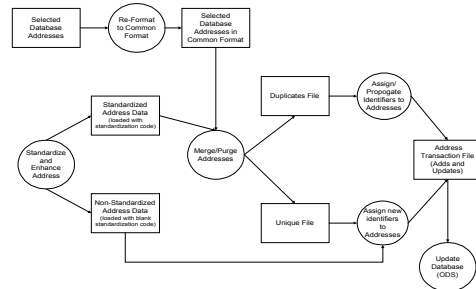 Selected
Database
Addresses
Re-Format
to Common
Format
Selected
Database
Addresses in
Common Format
Standardized
Address Data
(loaded with
standardization code)
Duplicates File
Assign/
Propogate
Identifiers to
Addresses
Standardize
and
Enhance
Address
Merge/Purge
Addresses
Address
Transaction File
(Adds and
Updates)
Non-Standardized
Address Data
(loaded with blank
standardization code)
Unique File
Assign new
identifiers
to
Addresses
Update
Database
(ODS)